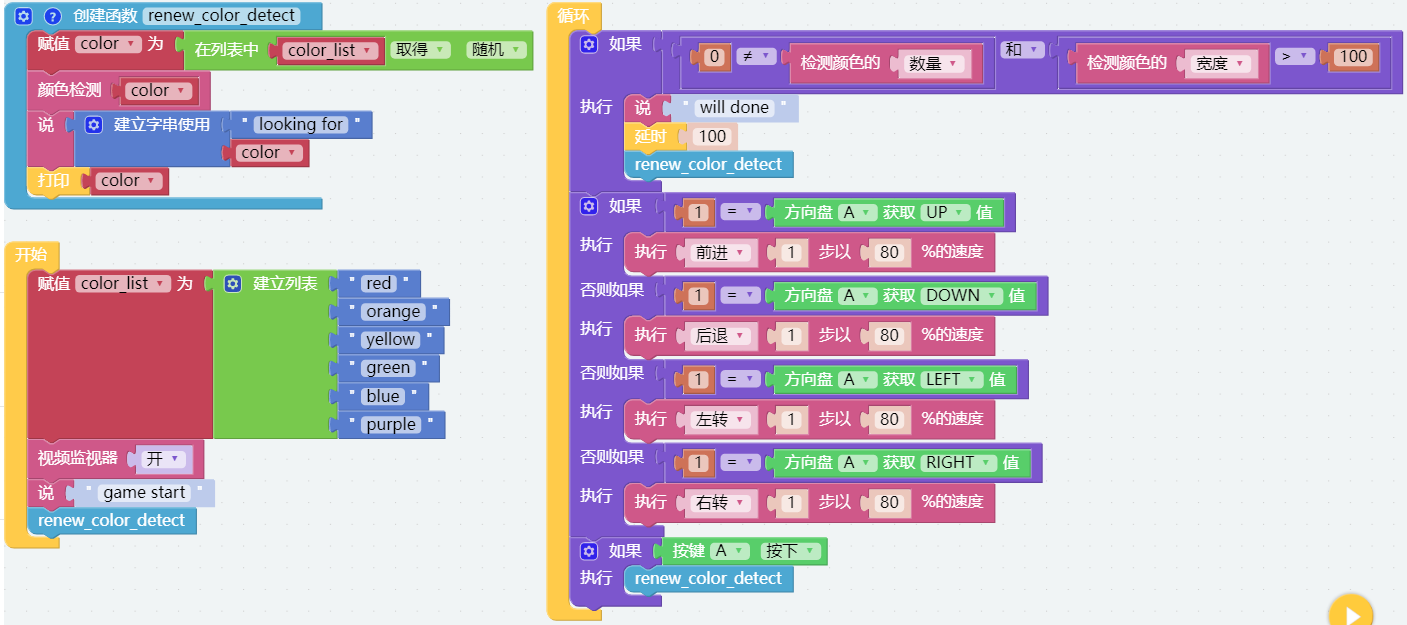 ? 创建函数 renew_color_detect
赋值 color 为 在列表中 color_list 取得 随机
颜色检测 color
说 建立字串使用 " looking for "
color
打印 color
开始
赋值 color_list 为 建立列表 " red "
" orange "
" yellow "
" green "
" blue "
" purple "
视频监视器 开
说 " game start "
renew_color_detect
循环
如果 0 ≠ 检测颜色的 数量 和 检测颜色的 宽度 > 100
执行 说 " will done "
延时 100
renew_color_detect
如果 1 = 方向盘 A 获取 UP 值
执行 执行 前进 1 步以 80 %的速度
否则如果 1 = 方向盘 A 获取 DOWN 值
执行 执行 后退 1 步以 80 %的速度
否则如果 1 = 方向盘 A 获取 LEFT 值
执行 执行 左转 1 步以 80 %的速度
否则如果 1 = 方向盘 A 获取 RIGHT 值
执行 执行 右转 1 步以 80 %的速度
如果 按键 A 按下
执行 renew_color_detect